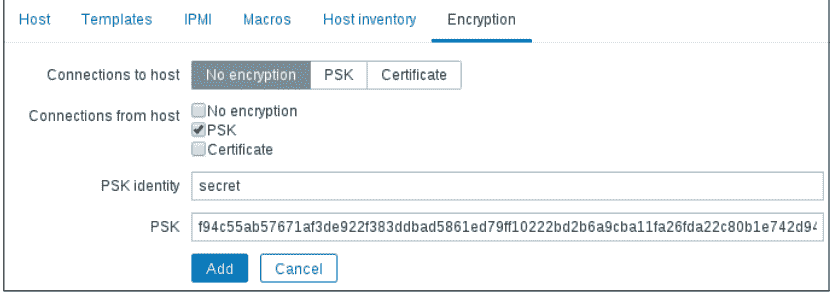 Host Templates IPMI Macros Host inventory Encryption
Connections to host No encryption PSK Certificate
Connections from host No encryption
PSK
Certificate
PSK identity secret
PSK f94c55ab57671af3de922f383ddbad5861ed79ff10222bd2b6a9cba11fa26fda22c80b1e742d94
Add Cancel